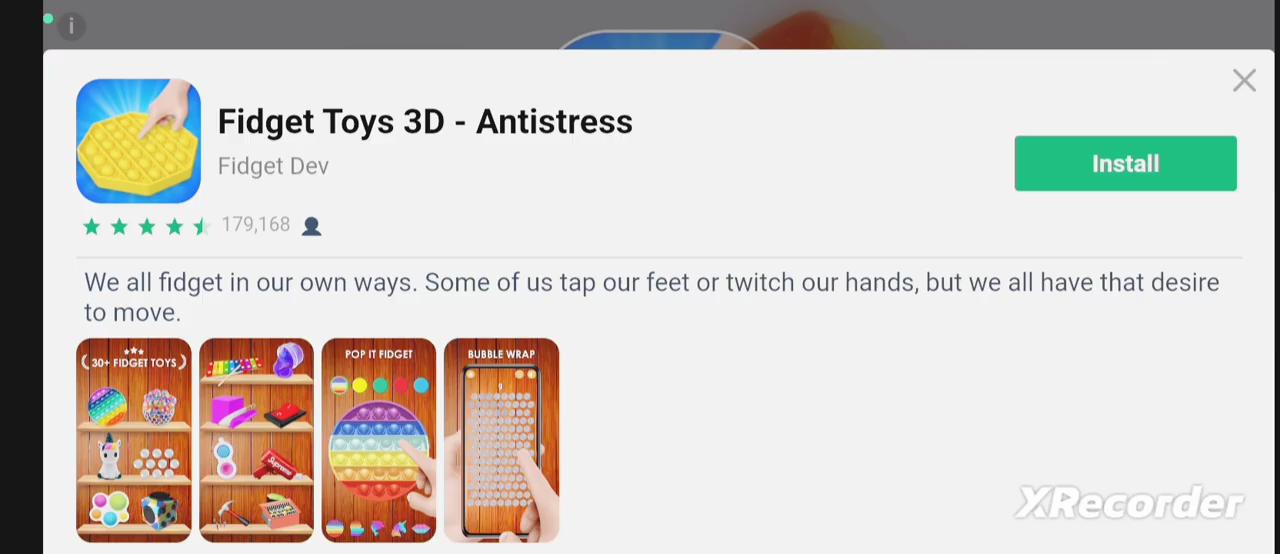 i
Fidget Toys 3D - Antistress
Fidget Dev
Install
179,168
We all fidget in our own ways. Some of us tap our feet or twitch our hands, but we all have that desire
to move.
30+ FIDGET TOYS
Supreme
POP IT FIDGET
BUBBLE WRAP
9
XRecorder